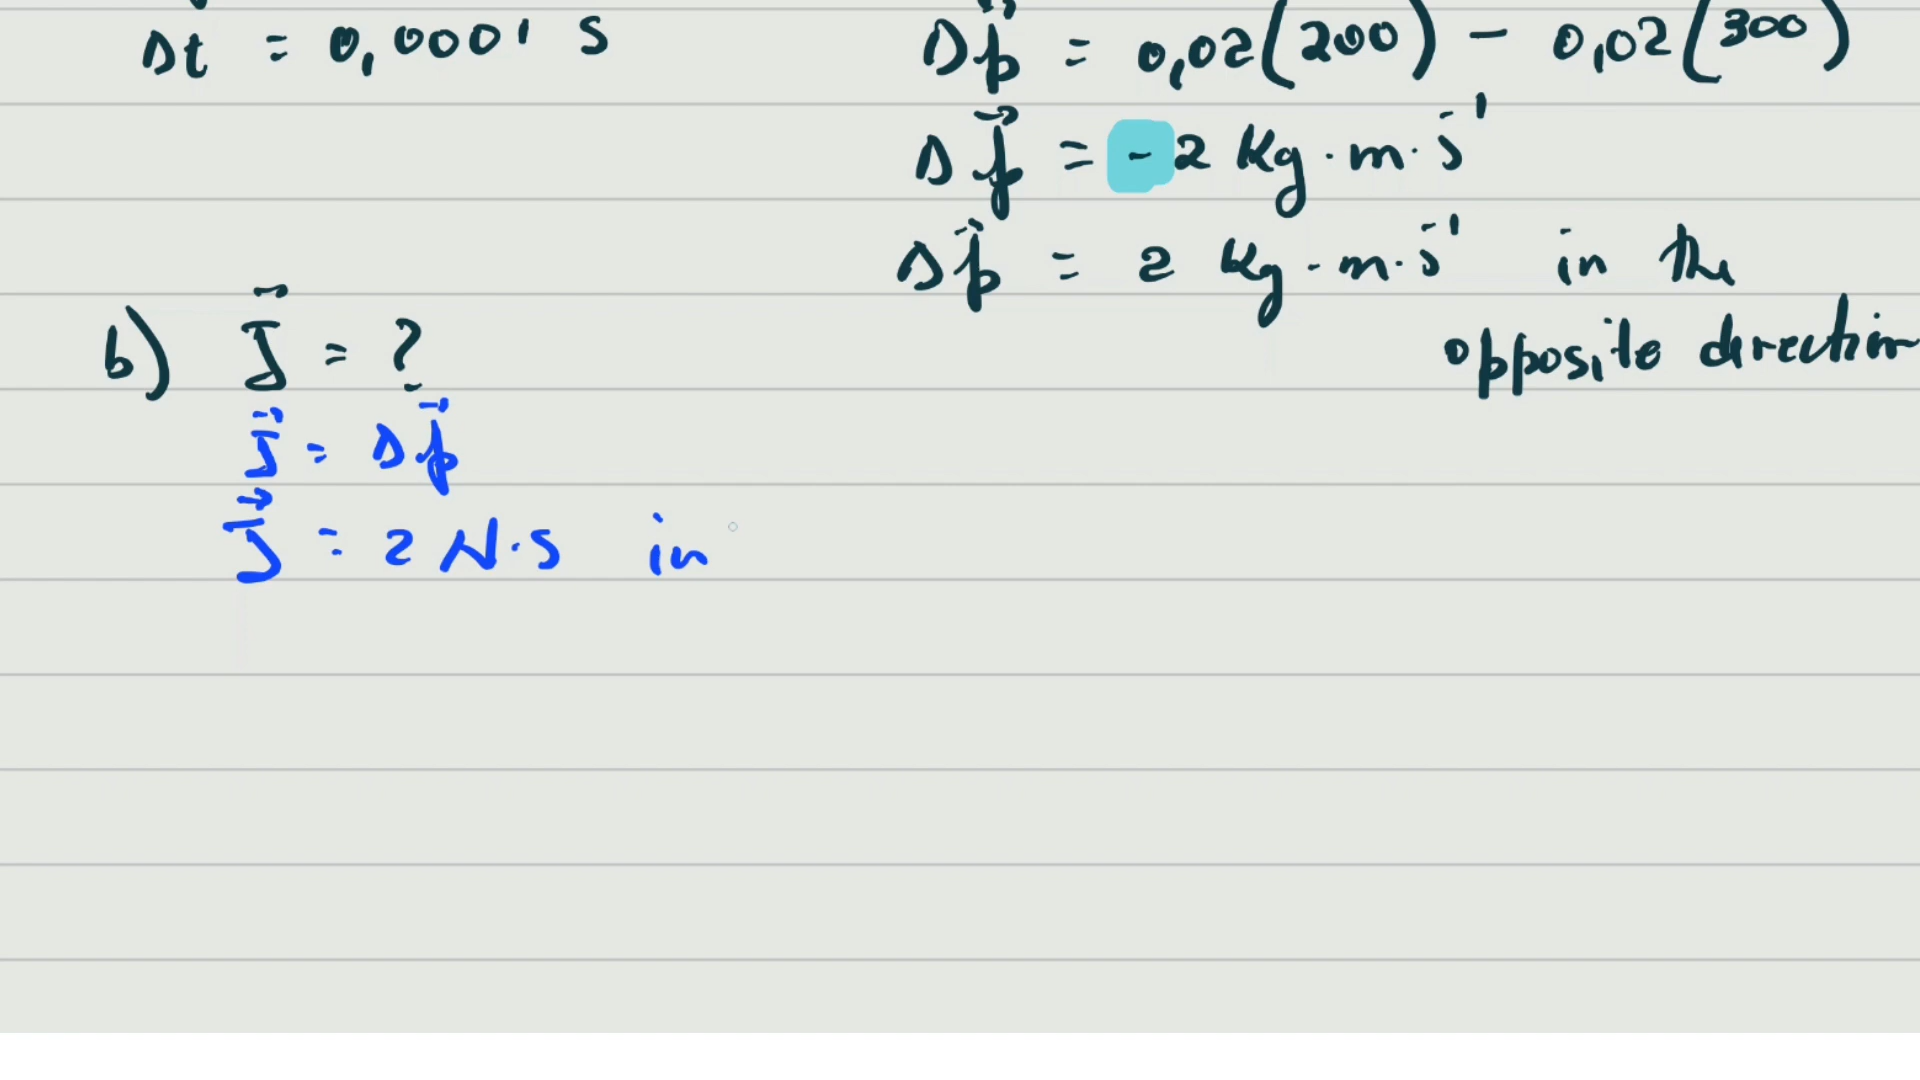 Δt = 0,0001 s
Δp⃗ = 0,02(200) - 0,02(300)
Δp⃗ = -2 kg·m·s⁻¹
Δp⃗ = 2 kg·m·s⁻¹ in the
opposite direction
b) J⃗ = ?
J⃗ = Δp⃗
J⃗ = 2 N·s in